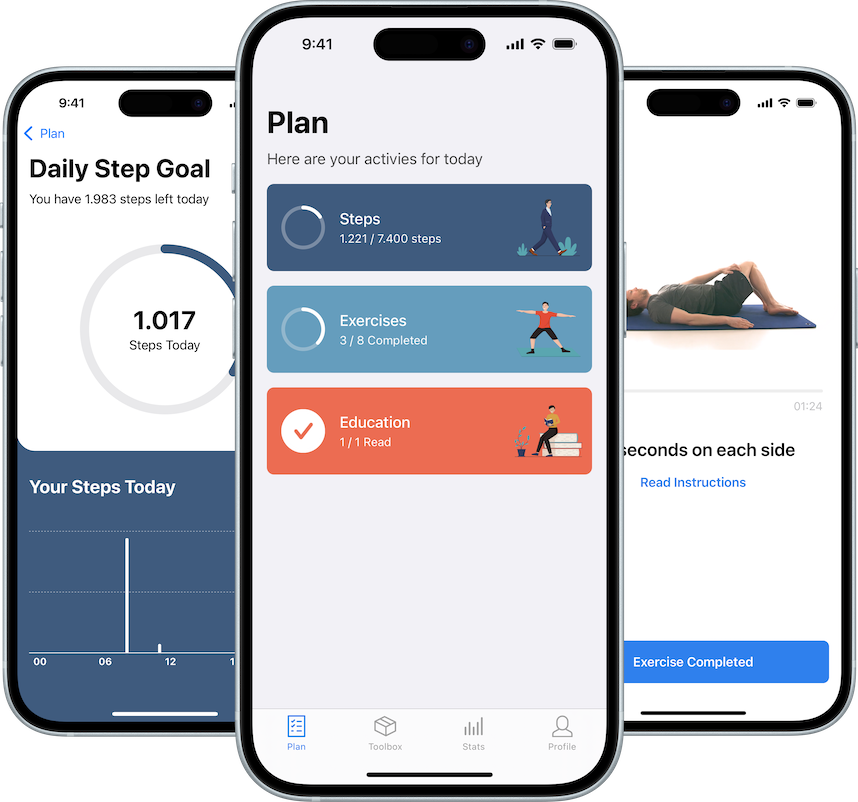 9:41
Plan
Daily Step Goal
You have 1.983 steps left today
1.017
Steps Today
Your Steps Today
00 06 12 1
9:41
Plan
Here are your activies for today
Steps
1.221 / 7.400 steps
Exercises
3 / 8 Completed
Education
1 / 1 Read
Plan Toolbox Stats Profile
01:24
seconds on each side
Read Instructions
Exercise Completed